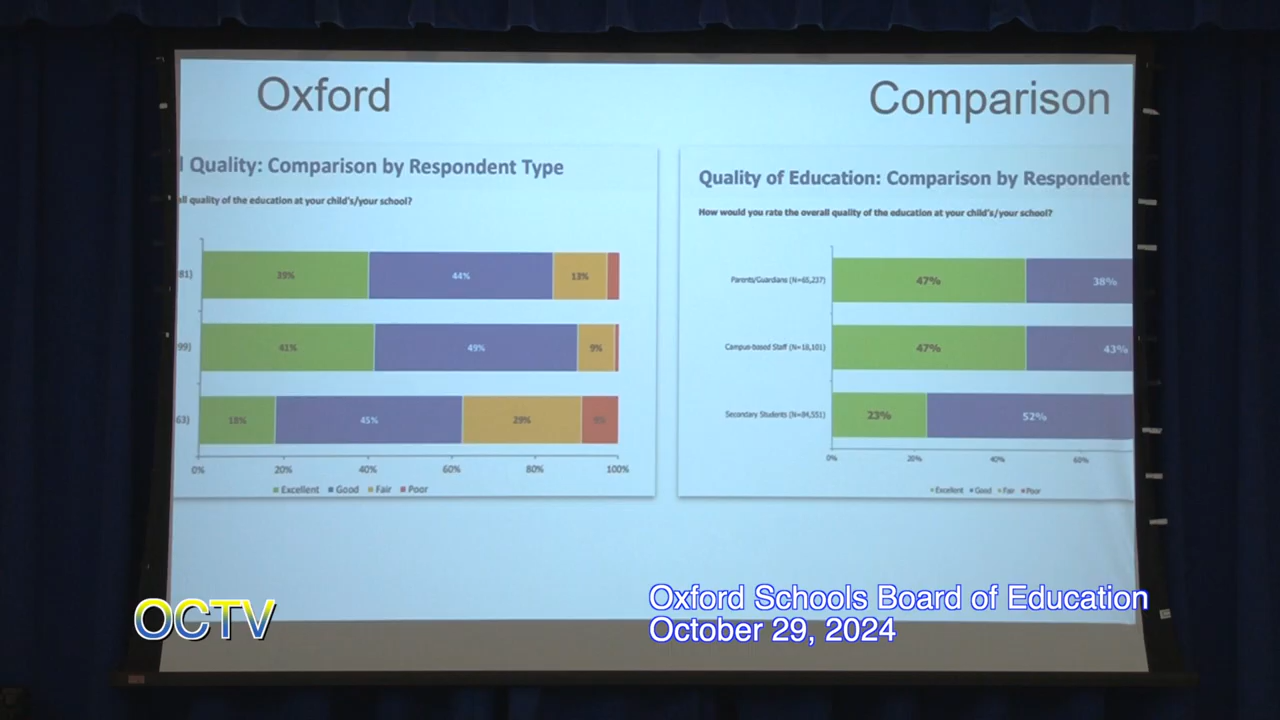 Oxford
Comparison
l Quality: Comparison by Respondent Type
all quality of the education at your child's/your school?
81)
39%
44%
13%
99)
41%
49%
9%
63)
18%
45%
29%
9%
0%
20%
40%
60%
80%
100%
Excellent Good Fair Poor
Quality of Education: Comparison by Respondent
How would you rate the overall quality of the education at your child's/your school?
Parents/Guardians (N=65,237)
47%
38%
Campus-based Staff (N=18,101)
47%
43%
Secondary Students (N=84,551)
23%
52%
0%
20%
40%
60%
Excellent Good Fair Poor
OCTV
Oxford Schools Board of Education
October 29, 2024